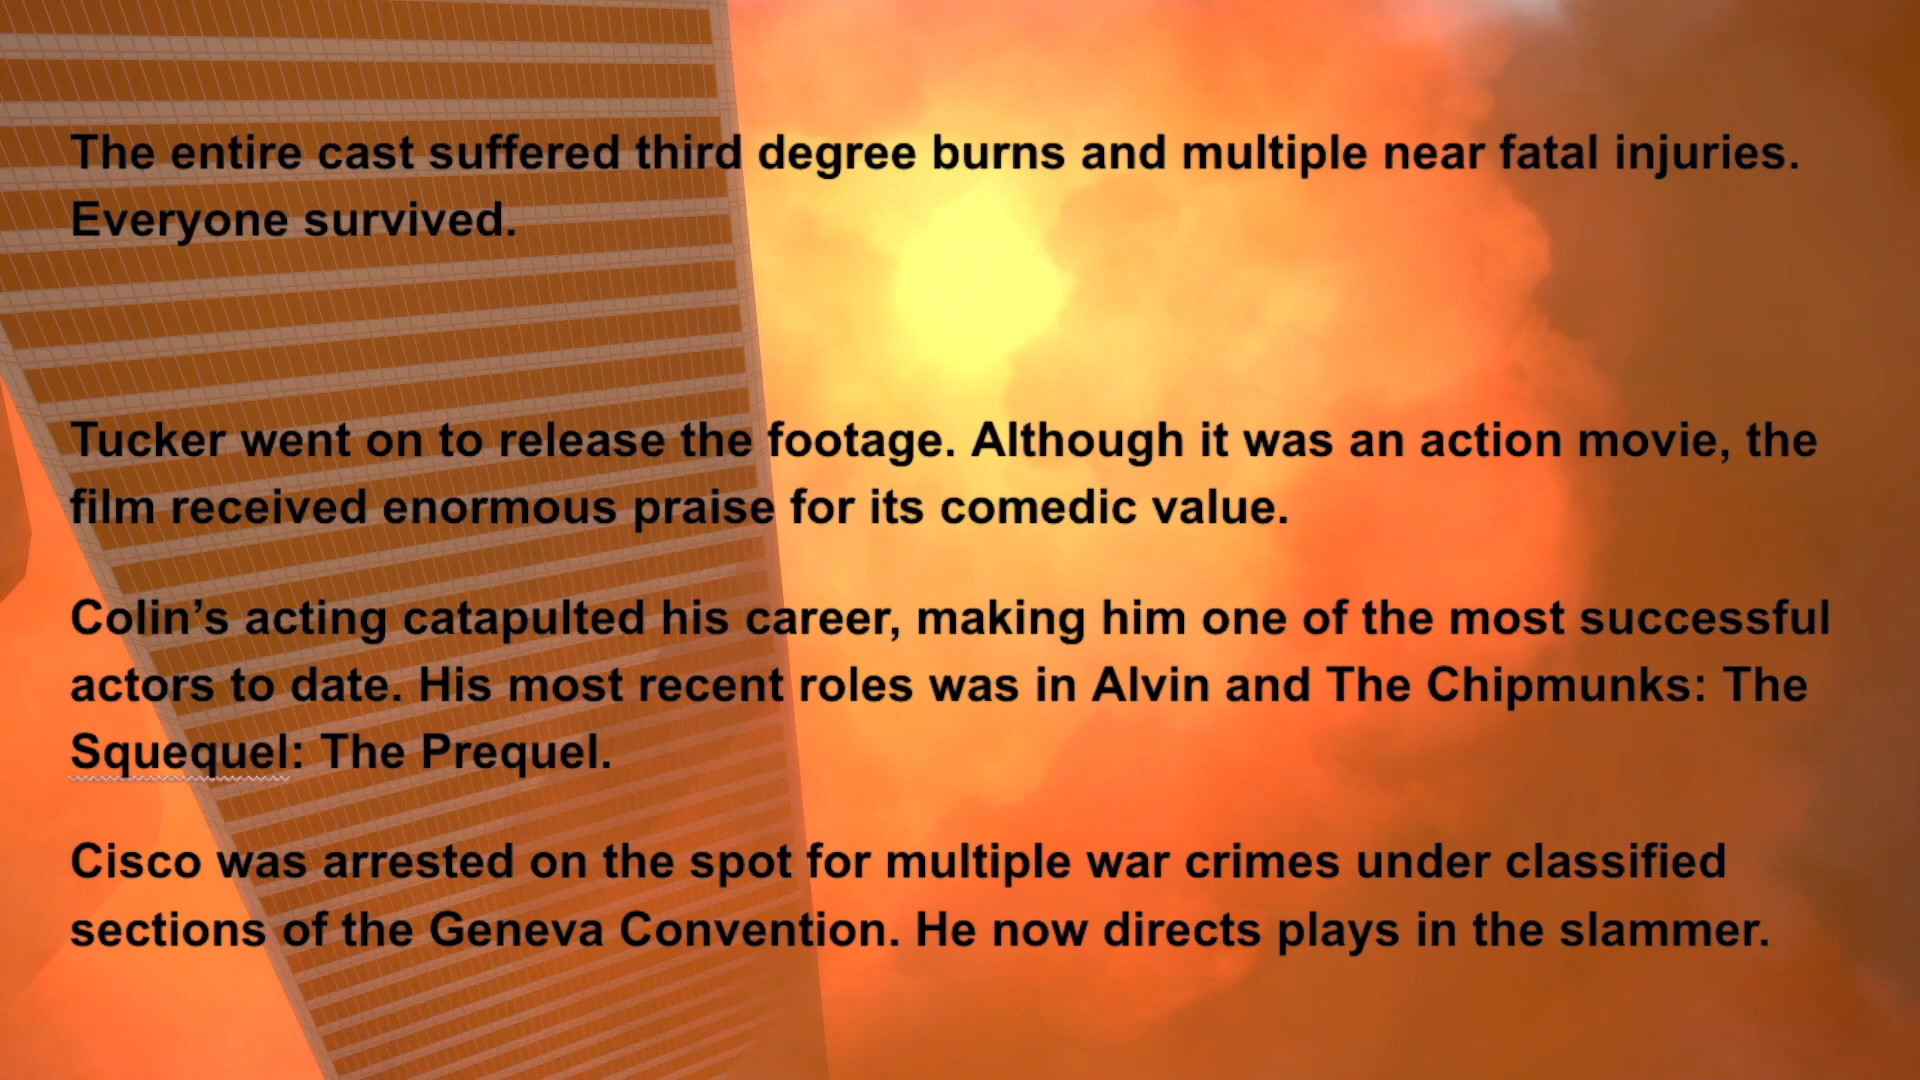 The entire cast suffered third degree burns and multiple near fatal injuries.
Everyone survived.
Tucker went on to release the footage. Although it was an action movie, the
film received enormous praise for its comedic value.
Colin’s acting catapulted his career, making him one of the most successful
actors to date. His most recent roles was in Alvin and The Chipmunks: The
Squequel: The Prequel.
Cisco was arrested on the spot for multiple war crimes under classified
sections of the Geneva Convention. He now directs plays in the slammer.